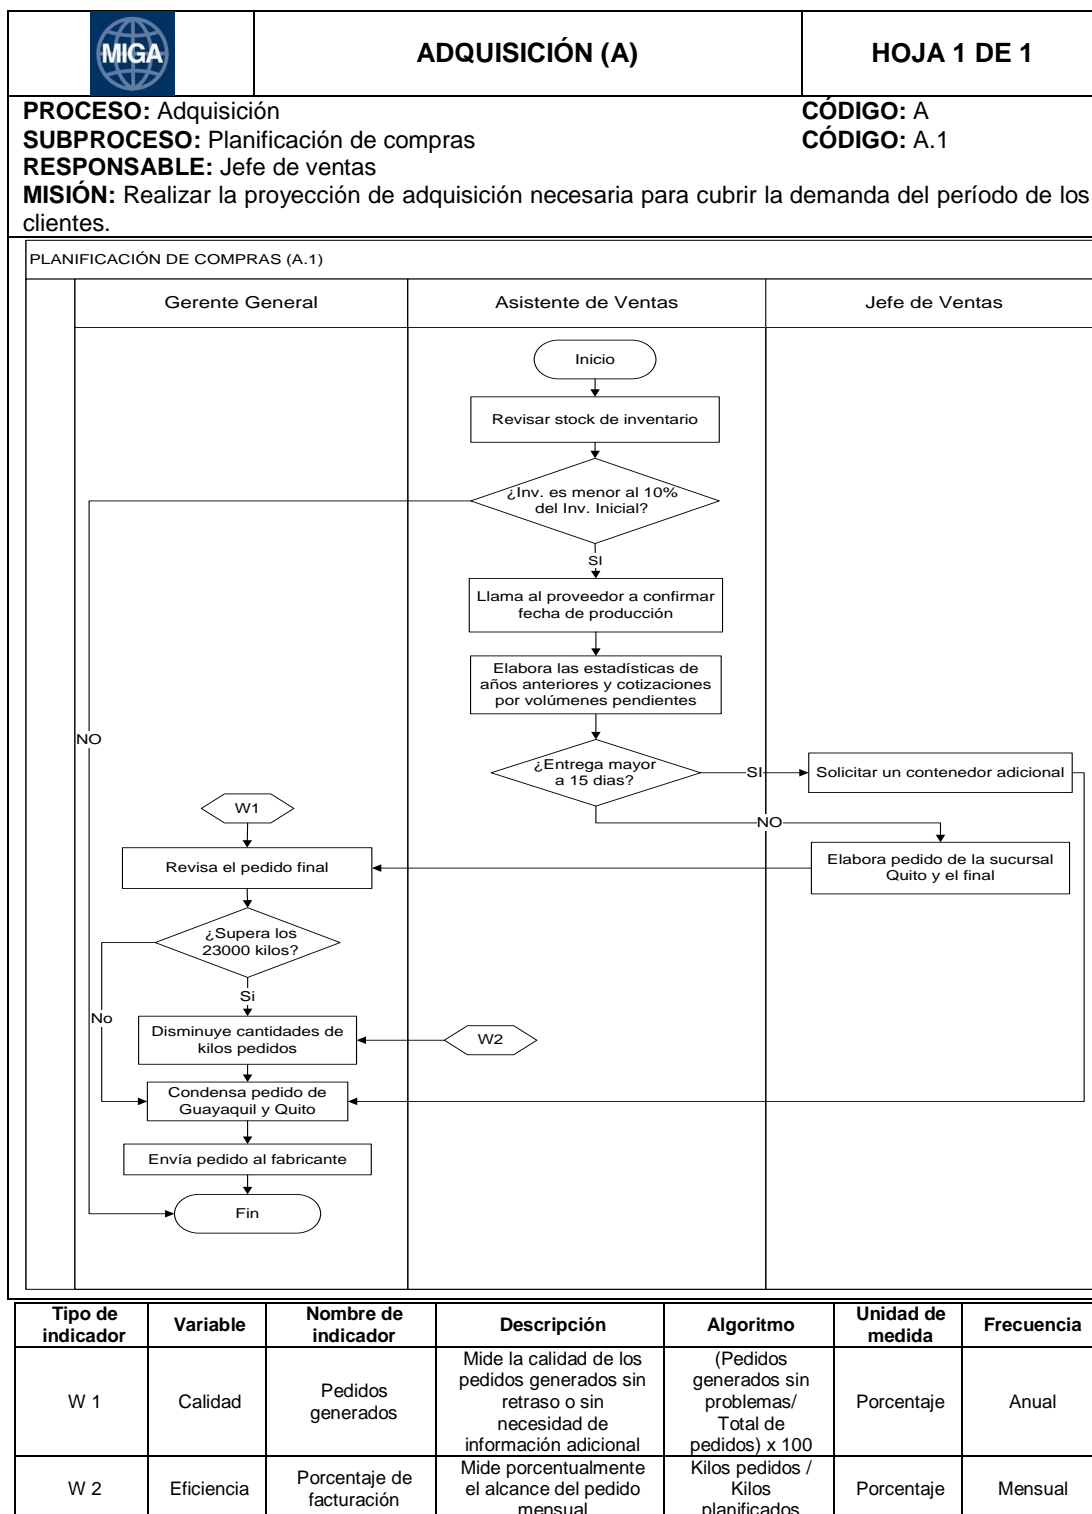 MIGA
ADQUISICIÓN (A)
HOJA 1 DE 1
PROCESO: Adquisición
CÓDIGO: A
SUBPROCESO: Planificación de compras
CÓDIGO: A.1
RESPONSABLE: Jefe de ventas
MISIÓN: Realizar la proyección de adquisición necesaria para cubrir la demanda del período de los
clientes.
PLANIFICACIÓN DE COMPRAS (A.1)
Gerente General
Asistente de Ventas
Jefe de Ventas
Inicio
Revisar stock de inventario
¿Inv. es menor al 10%
del Inv. Inicial?
SI
Llama al proveedor a confirmar
fecha de producción
Elabora las estadísticas de
años anteriores y cotizaciones
por volúmenes pendientes
NO
¿Entrega mayor
a 15 dias?
SI
Solicitar un contenedor adicional
W1
NO
Revisa el pedido final
Elabora pedido de la sucursal
Quito y el final
¿Supera los
23000 kilos?
Si
No
Disminuye cantidades de
kilos pedidos
W2
Condensa pedido de
Guayaquil y Quito
Envía pedido al fabricante
Fin
Tipo de
indicador
Variable
Nombre de
indicador
Descripción
Algoritmo
Unidad de
medida
Frecuencia
W 1
Calidad
Pedidos
generados
Mide la calidad de los
pedidos generados sin
retraso o sin
necesidad de
información adicional
(Pedidos
generados sin
problemas/
Total de
pedidos) x 100
Porcentaje
Anual
W 2
Eficiencia
Porcentaje de
facturación
Mide porcentualmente
el alcance del pedido
mensual
Kilos pedidos /
Kilos
planificados
Porcentaje
Mensual